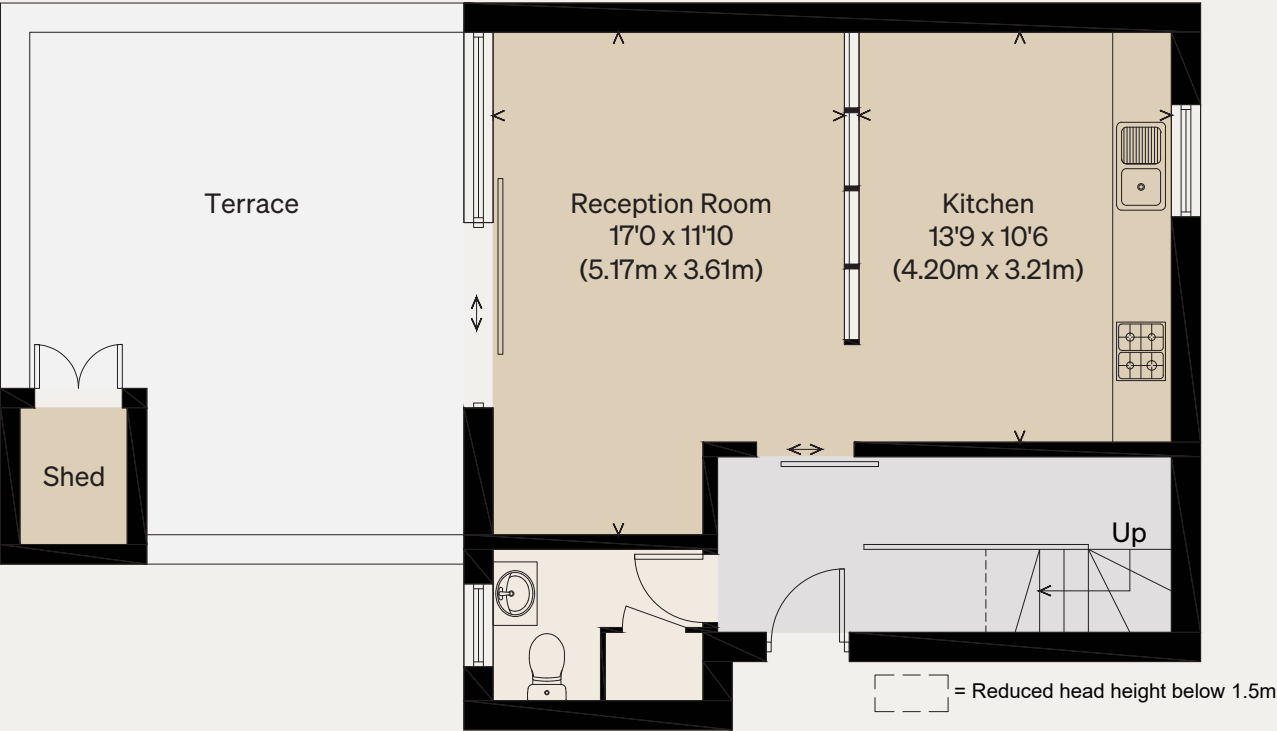 Terrace
Reception Room
17'0 x 11'10
(5.17m x 3.61m)
Kitchen
13'9 x 10'6
(4.20m x 3.21m)
Shed
Up
= Reduced head height below 1.5m